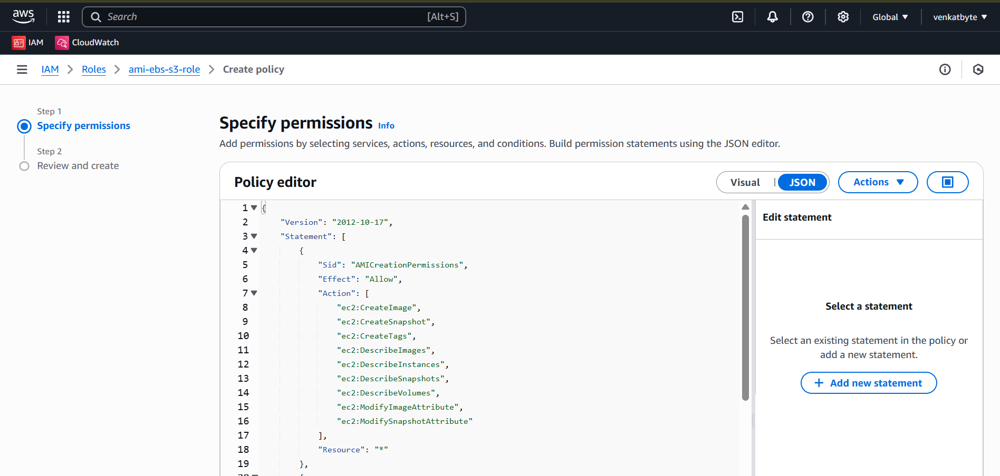 aws
Search [Alt+S]
Global
venkatbyte
IAM
CloudWatch
IAM
Roles
ami-ebs-s3-role
Create policy
Step 1
Specify permissions
Step 2
Review and create
Specify permissions Info
Add permissions by selecting services, actions, resources, and conditions. Build permission statements using the JSON editor.
Policy editor
Visual
JSON
Actions
1 {
2 "Version": "2012-10-17",
3 "Statement": [
4 {
5 "Sid": "AMICreationPermissions",
6 "Effect": "Allow",
7 "Action": [
8 "ec2:CreateImage",
9 "ec2:CreateSnapshot",
10 "ec2:CreateTags",
11 "ec2:DescribeImages",
12 "ec2:DescribeInstances",
13 "ec2:DescribeSnapshots",
14 "ec2:DescribeVolumes",
15 "ec2:ModifyImageAttribute",
16 "ec2:ModifySnapshotAttribute"
17 ],
18 "Resource": "*"
19 },
Edit statement
Select a statement
Select an existing statement in the policy or
add a new statement.
+ Add new statement